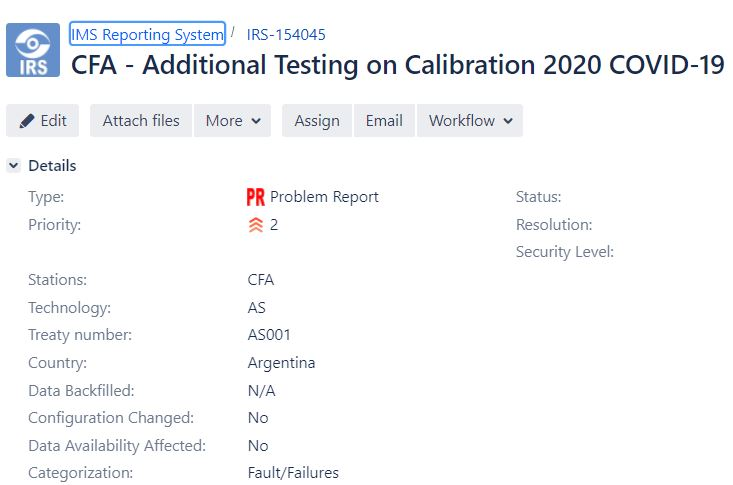 IRS
IMS Reporting System / IRS-154045
CFA - Additional Testing on Calibration 2020 COVID-19
Edit Attach files More Assign Email Workflow
Details
Type: PR Problem Report Status:
Priority: 2 Resolution:
Security Level:
Stations: CFA
Technology: AS
Treaty number: AS001
Country: Argentina
Data Backfilled: N/A
Configuration Changed: No
Data Availability Affected: No
Categorization: Fault/Failures